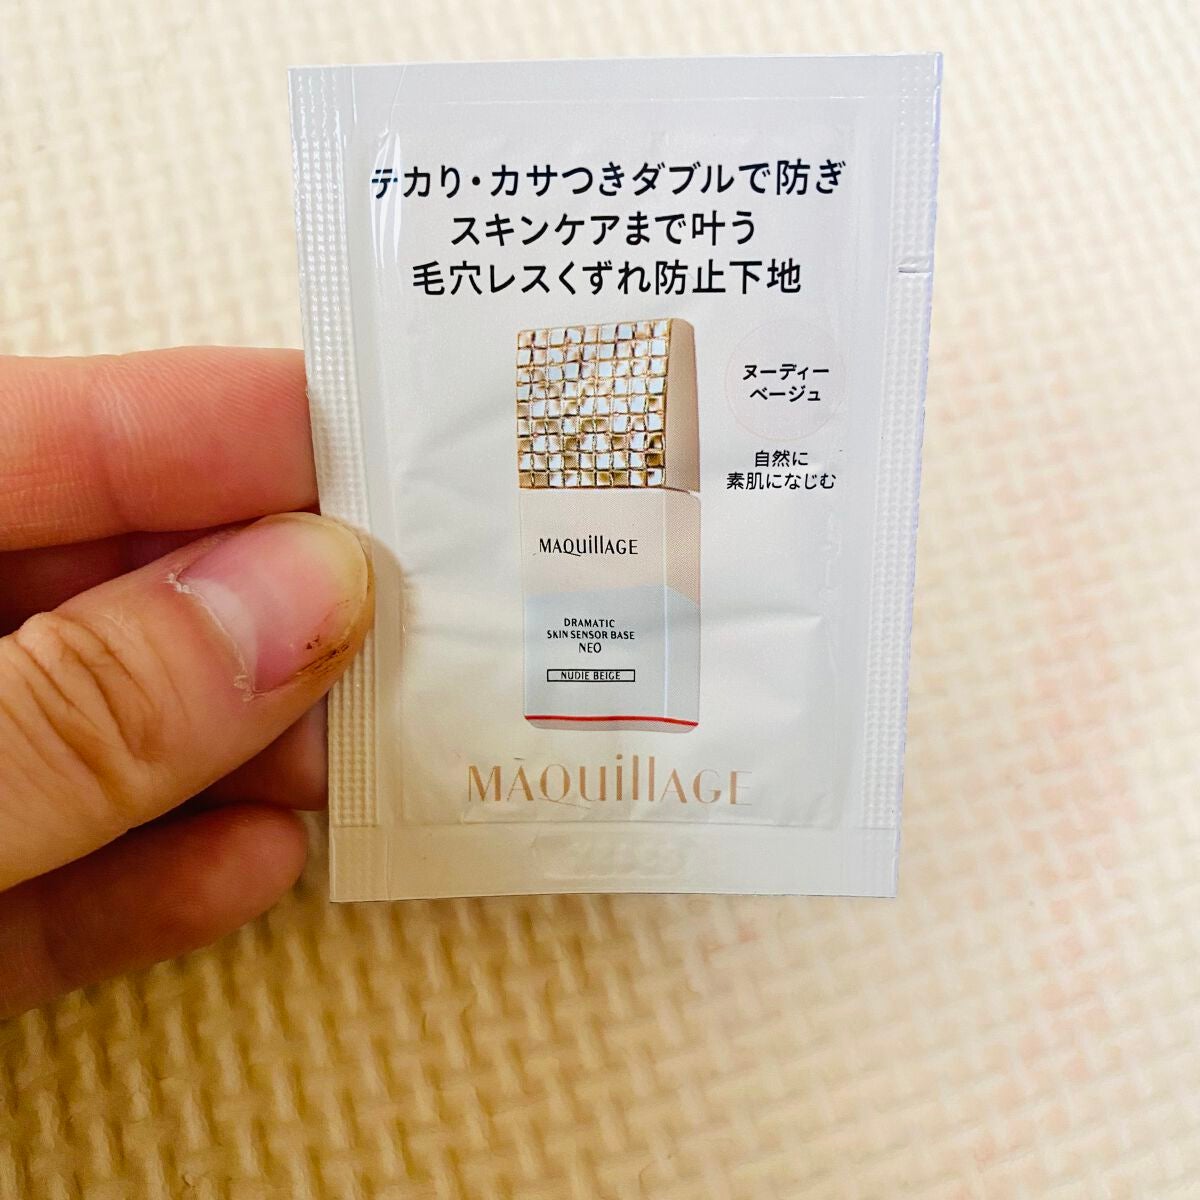 テカリ・カサつきダブルで防ぎ
スキンケアまで叶う
毛穴レスくずれ防止下地
ヌーディー
ベージュ
自然に
素肌になじむ
MAQuillAGE
DRAMATIC
SKIN SENSOR BASE
NEO
NUDIE BEIGE
MAQuillAGE